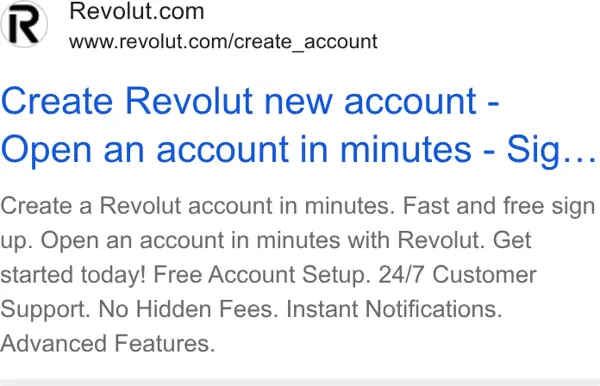 Revolut.com
www.revolut.com/create_account
Create Revolut new account -
Open an account in minutes - Sig…
Create a Revolut account in minutes. Fast and free sign
up. Open an account in minutes with Revolut. Get
started today! Free Account Setup. 24/7 Customer
Support. No Hidden Fees. Instant Notifications.
Advanced Features.